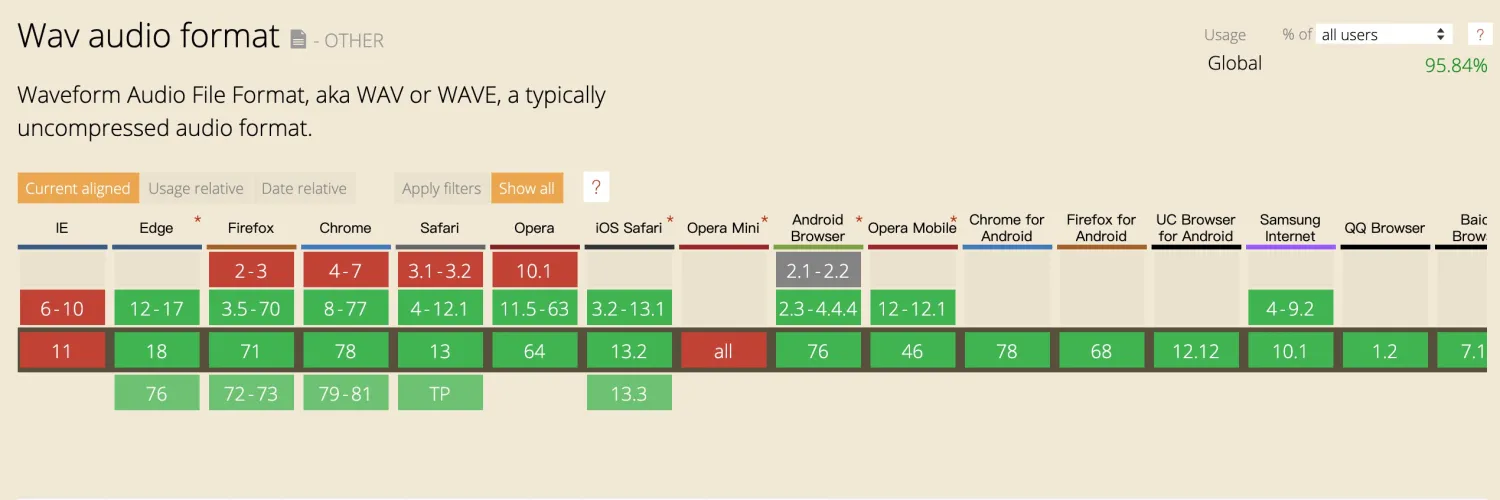 Wav audio format - OTHER
Usage % of all users ?
Global 95.84%
Waveform Audio File Format, aka WAV or WAVE, a typically
uncompressed audio format.
Current aligned Usage relative Date relative Apply filters Show all ?
IE Edge * Firefox Chrome Safari Opera iOS Safari * Opera Mini * Android Browser * Opera Mobile * Chrome for Android Firefox for Android UC Browser for Android Samsung Internet QQ Browser
2-3 4-7 3.1-3.2 10.1 2.1-2.2
6-10 12-17 3.5-70 8-77 4-12.1 11.5-63 3.2-13.1 2.3-4.4.4 12-12.1 4-9.2
11 18 71 78 13 64 13.2 all 76 46 78 68 12.12 10.1 1.2
76 72-73 79-81 TP 13.3